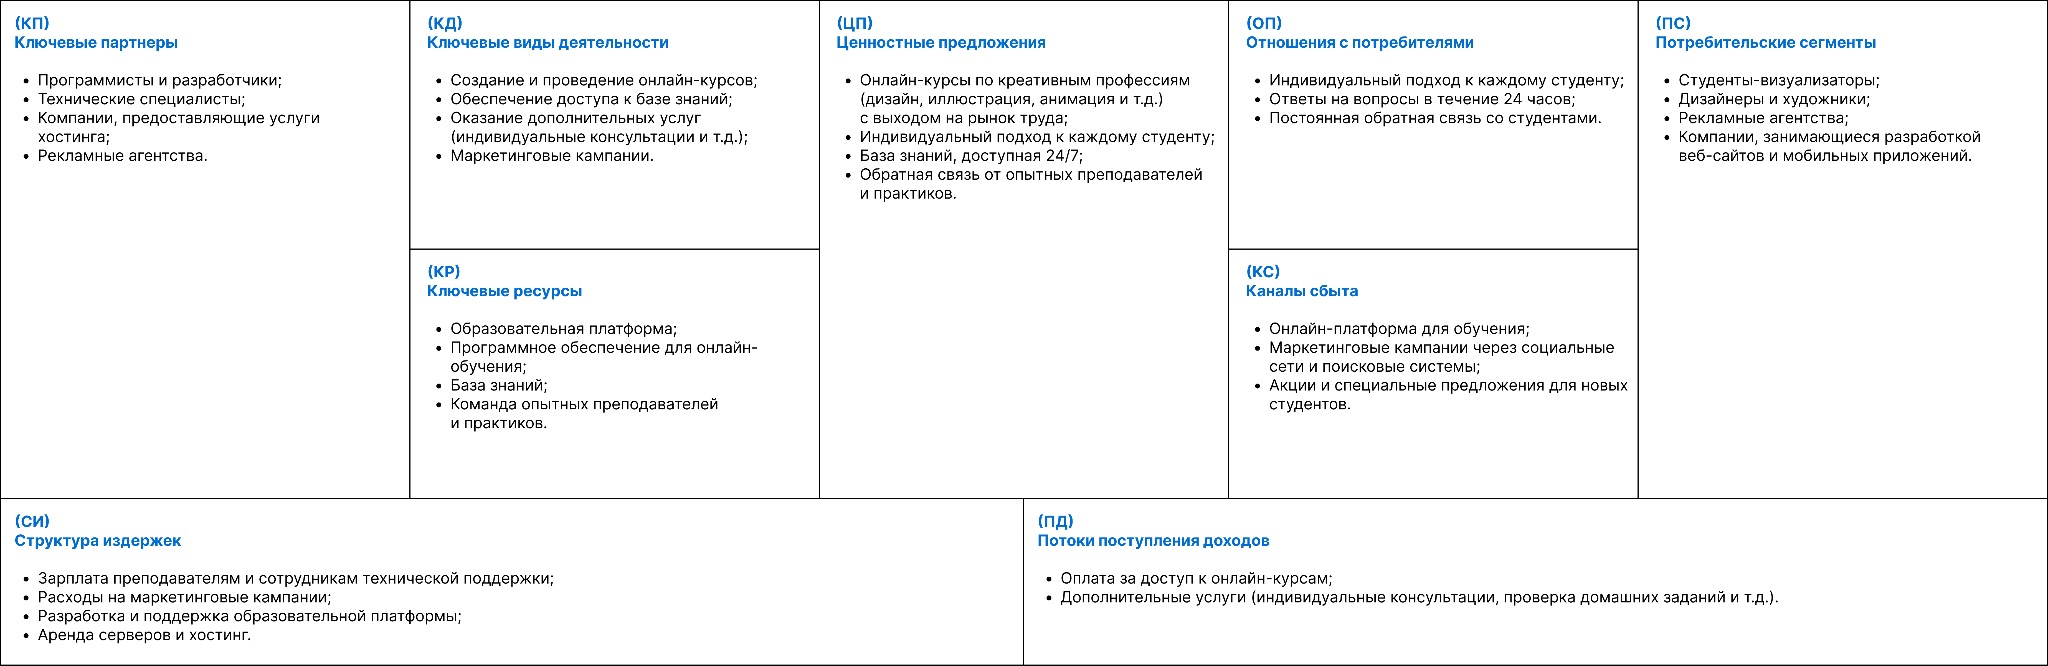 (КП)
Ключевые партнеры
• Программисты и разработчики;
• Технические специалисты;
• Компании, предоставляющие услуги
хостинга;
• Рекламные агентства.
(КД)
Ключевые виды деятельности
• Создание и проведение онлайн-курсов;
• Обеспечение доступа к базе знаний;
• Оказание дополнительных услуг
(индивидуальные консультации и т.д.);
• Маркетинговые кампании.
(КР)
Ключевые ресурсы
• Образовательная платформа;
• Программное обеспечение для онлайн-
обучения;
• База знаний;
• Команда опытных преподавателей
и практиков.
(ЦП)
Ценностные предложения
• Онлайн-курсы по креативным профессиям
(дизайн, иллюстрация, анимация и т.д.)
с выходом на рынок труда;
• Индивидуальный подход к каждому студенту;
• База знаний, доступная 24/7;
• Обратная связь от опытных преподавателей
и практиков.
(ОП)
Отношения с потребителями
• Индивидуальный подход к каждому студенту;
• Ответы на вопросы в течение 24 часов;
• Постоянная обратная связь со студентами.
(КС)
Каналы сбыта
• Онлайн-платформа для обучения;
• Маркетинговые кампании через социальные
сети и поисковые системы;
• Акции и специальные предложения для новых
студентов.
(ПС)
Потребительские сегменты
• Студенты-визуализаторы;
• Дизайнеры и художники;
• Рекламные агентства;
• Компании, занимающиеся разработкой
веб-сайтов и мобильных приложений.
(СИ)
Структура издержек
• Зарплата преподавателям и сотрудникам технической поддержки;
• Расходы на маркетинговые кампании;
• Разработка и поддержка образовательной платформы;
• Аренда серверов и хостинг.
(ПД)
Потоки поступления доходов
• Оплата за доступ к онлайн-курсам;
• Дополнительные услуги (индивидуальные консультации, проверка домашних заданий и т.д.).